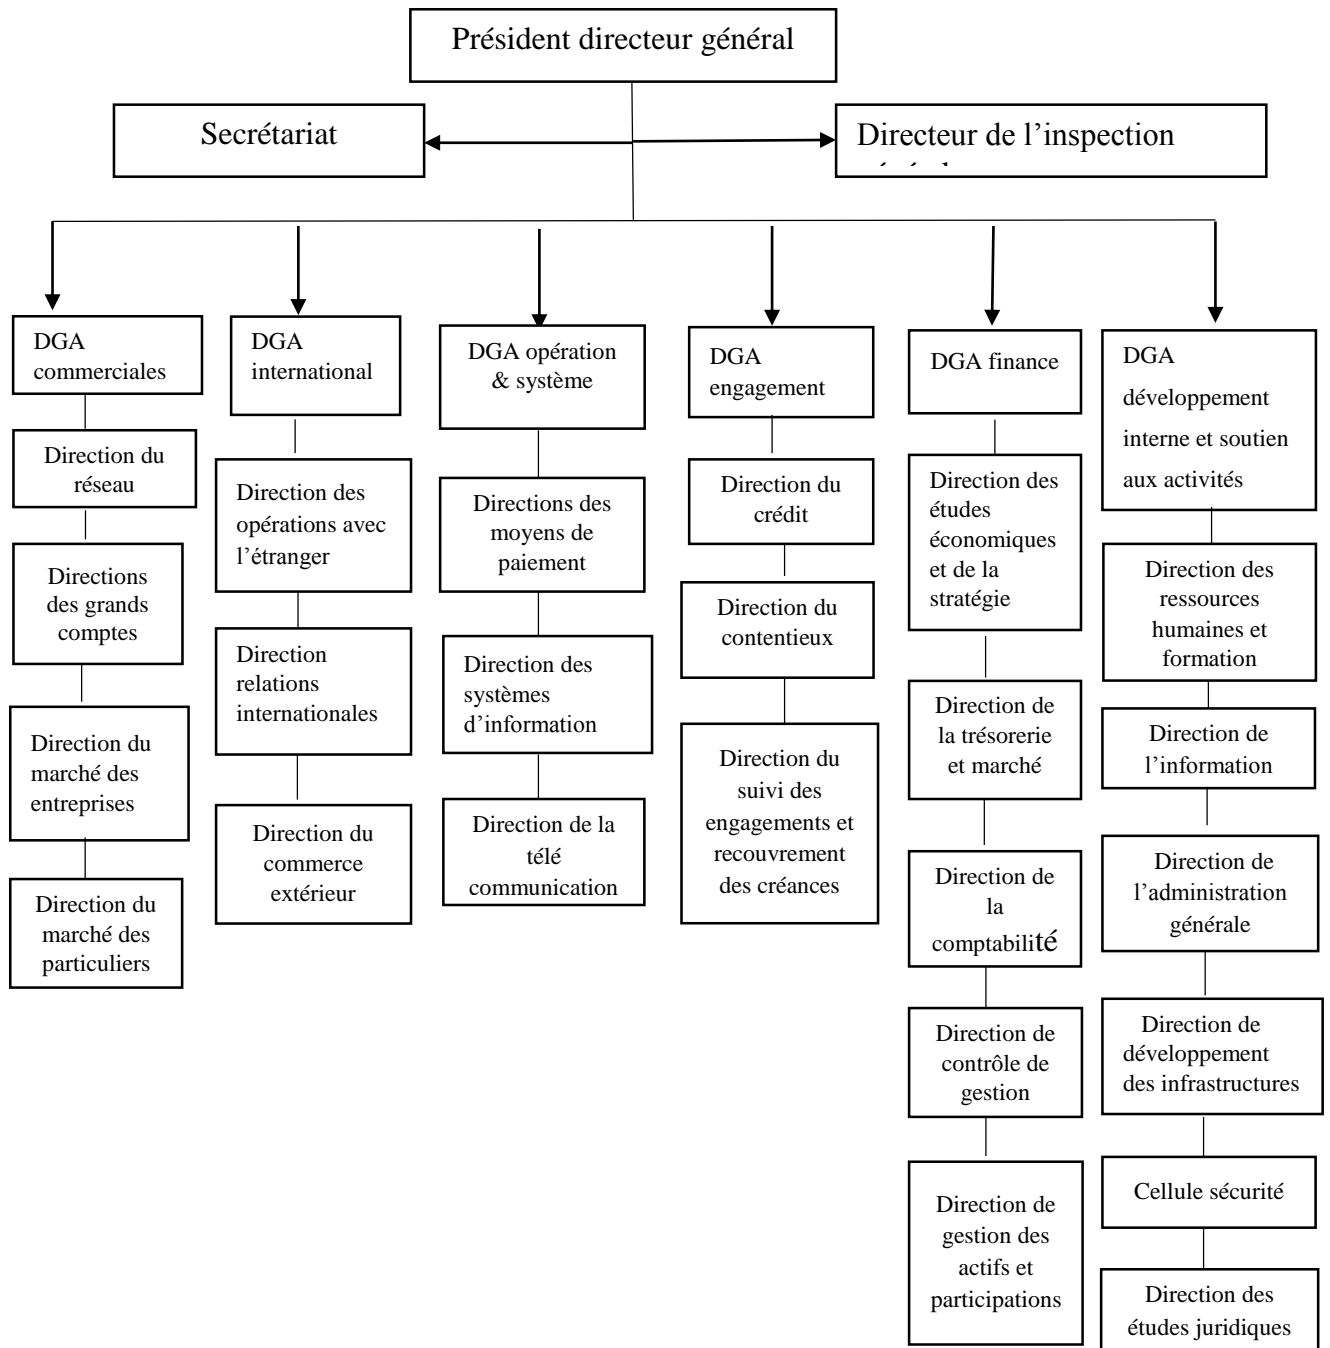 Président directeur général
Secrétariat
Directeur de l’inspection
DGA
commerciales
Direction du
réseau
Directions
des grands
comptes
Direction du
marché des
entreprises
Direction du
marché des
particuliers
DGA
international
Direction des
opérations avec
l’étranger
Direction
relations
internationales
Direction du
commerce
extérieur
DGA opération
& système
Directions des
moyens de
paiement
Direction des
systèmes
d’information
Direction de la
télé
communication
DGA
engagement
Direction du
crédit
Direction du
contentieux
Direction du
suivi des
engagements et
recouvrement
des créances
DGA finance
Direction des
études
économiques
et de la
stratégie
Direction de
la trésorerie
et marché
Direction de
la
comptabilité
Direction de
contrôle de
gestion
Direction de
gestion des
actifs et
participations
DGA
développement
interne et soutien
aux activités
Direction des
ressources
humaines et
formation
Direction de
l’information
Direction de
l’administration
générale
Direction de
développement
des infrastructures
Cellule sécurité
Direction des
études juridiques